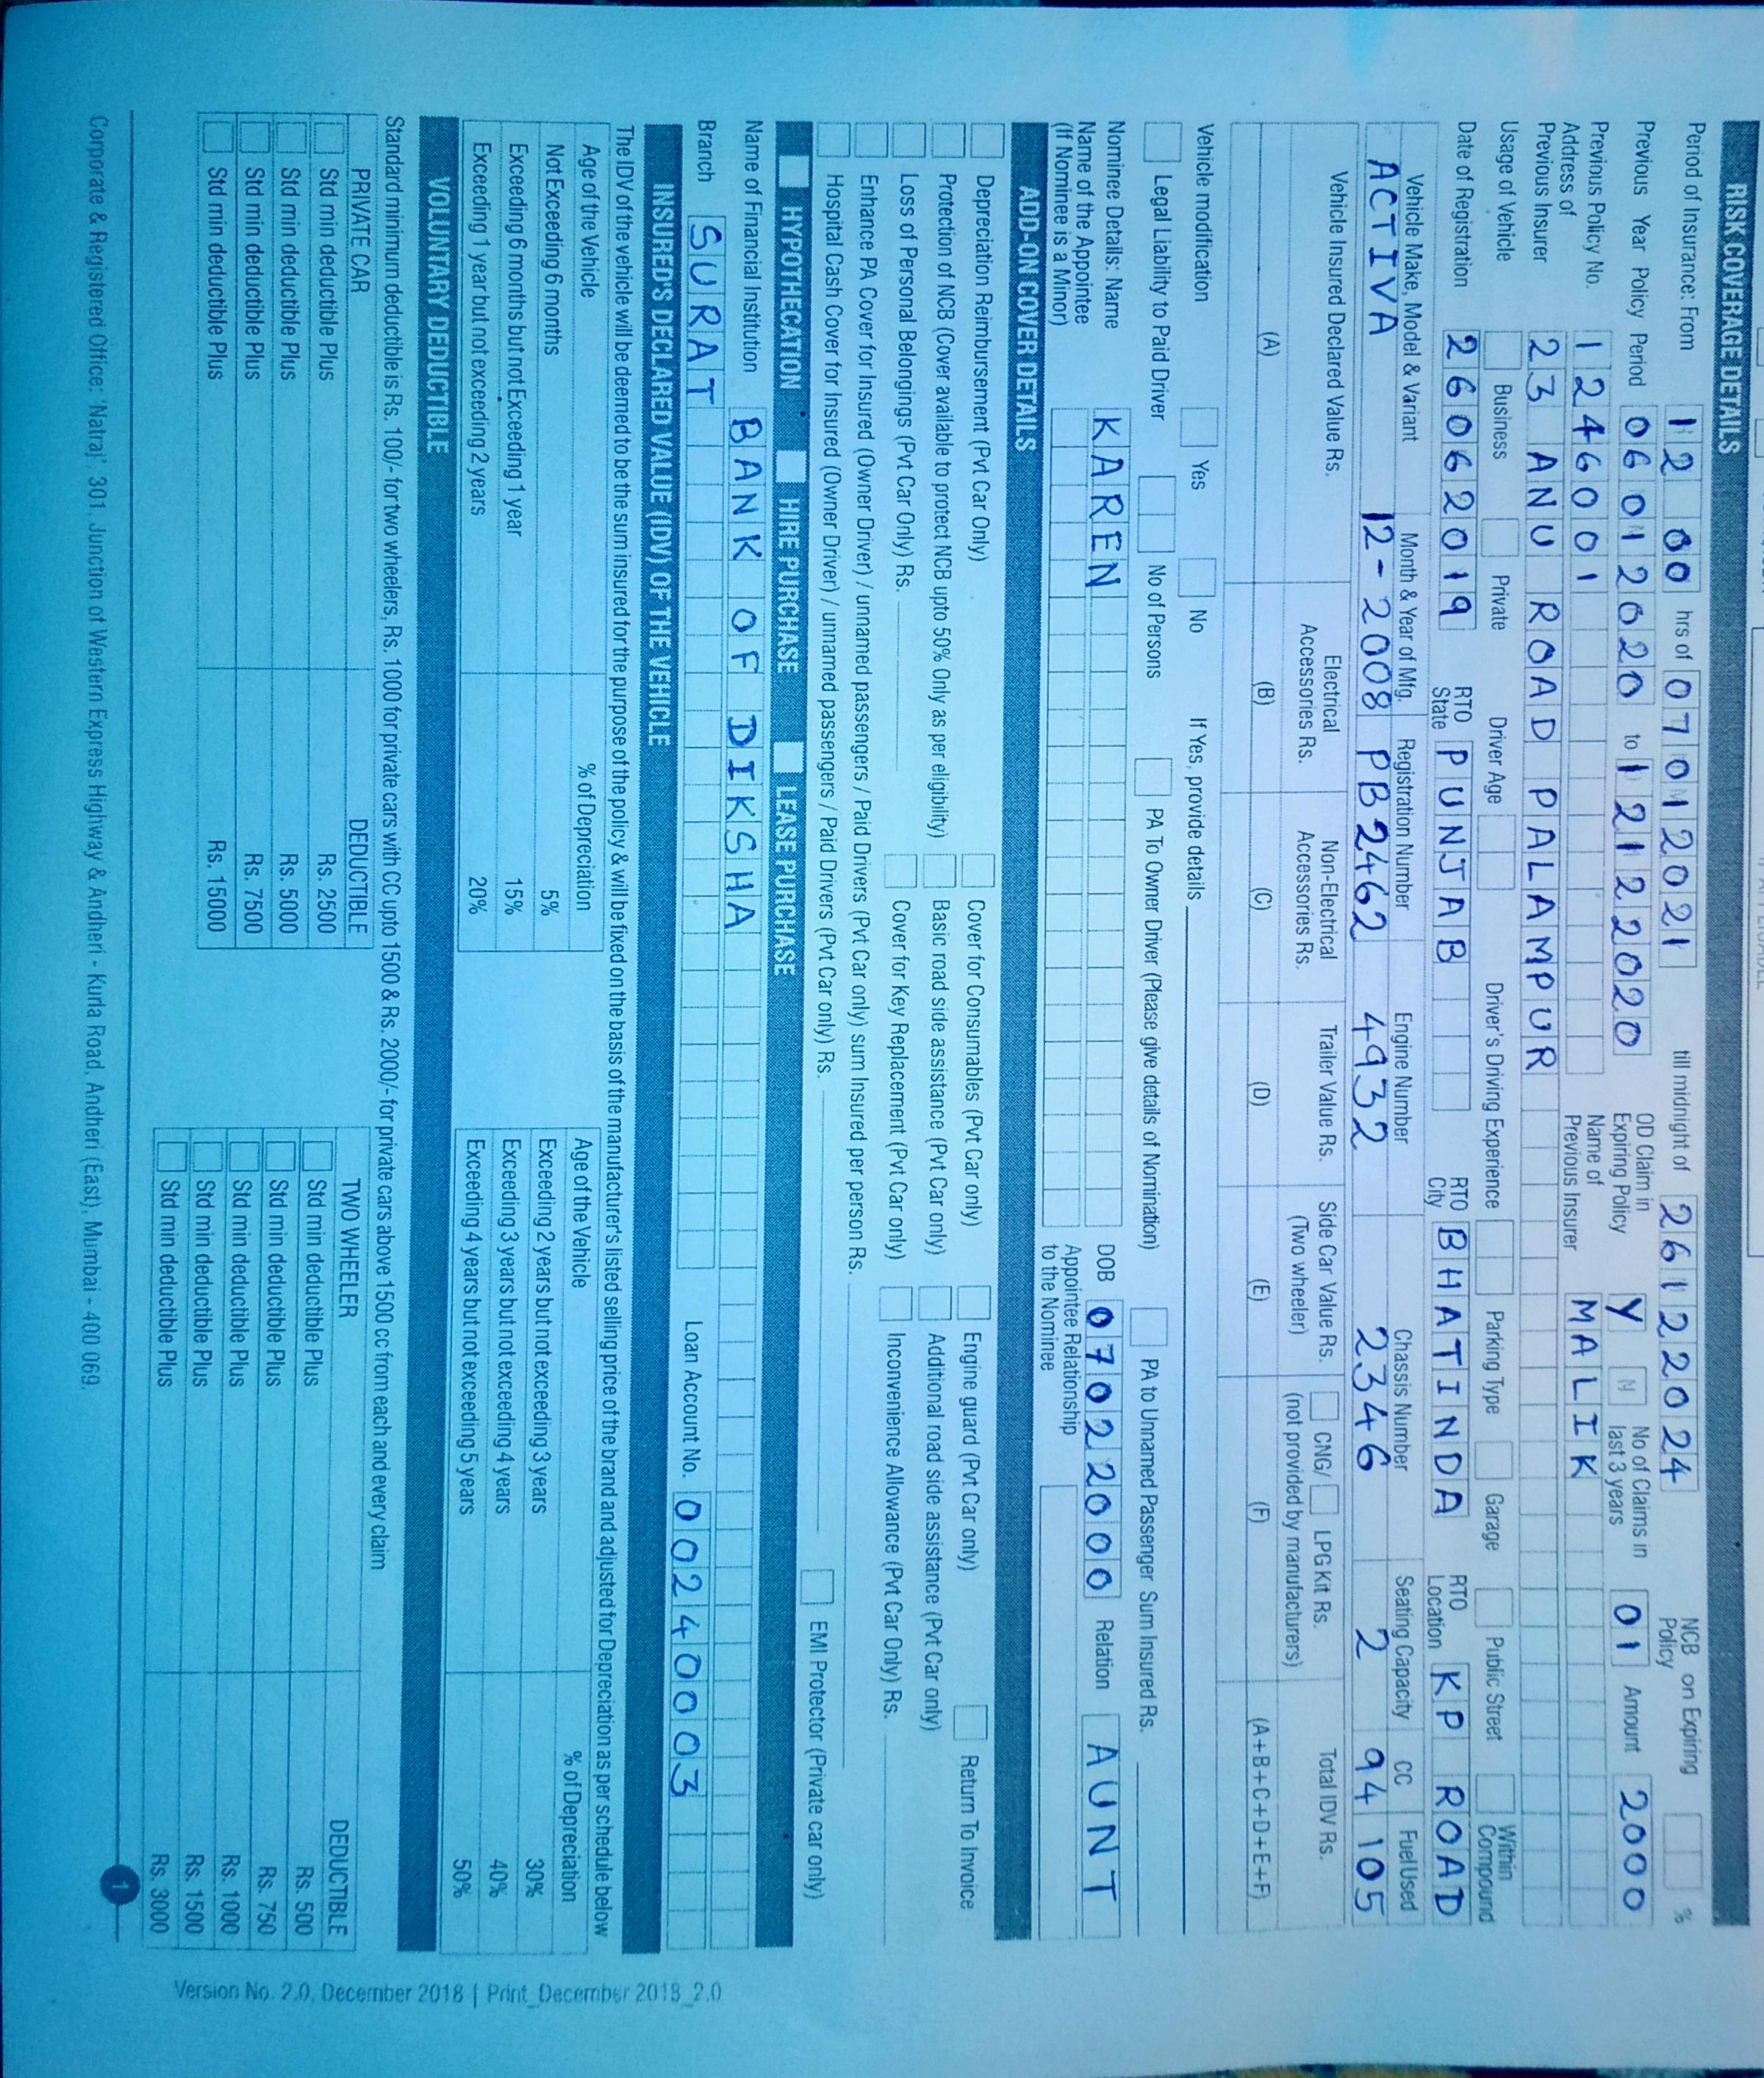 RISK COVERAGE DETAILS
Period of Insurance: From 12 00 hrs of 07012021 till midnight of 26122024 NCB on Expiring Policy %
Previous Year Policy Period 06012020 to 12122020 OD Claim in Expiring Policy Y N No of Claims in last 3 years 01 Amount 2000
Previous Policy No. 1246001 Name of Previous Insurer MALIK
Address of Previous Insurer 23 ANU ROAD PALAMPUR
Usage of Vehicle Business Private Driver Age Driver's Driving Experience Parking Type Garage Public Street Within Compound
Date of Registration 26062019 RTO State PUNJAB RTO City BHATINDA RTO Location KP ROAD
Vehicle Make, Model & Variant Month & Year of Mfg. Registration Number Engine Number Chassis Number Seating Capacity CC Fuel Used
ACTIVA 12-2008 PB2462 4932 2346 2 94 105
Vehicle Insured Declared Value Rs. Electrical Accessories Rs. Non-Electrical Accessories Rs. Trailer Value Rs. Side Car Value Rs. (Two wheeler) CNG/ LPG Kit Rs. (not provided by manufacturers) Total IDV Rs.
(A) (B) (C) (D) (E) (F) (A+B+C+D+E+F)
Vehicle modification Yes No If Yes, provide details
Legal Liability to Paid Driver No of Persons PA To Owner Driver (Please give details of Nomination) PA to Unnamed Passenger Sum Insured Rs.
Nominee Details: Name KAREN DOB 07022000 Relation AUNT
Name of the Appointee (If Nominee is a Minor) Appointee Relationship to the Nominee
ADD-ON COVER DETAILS
Depreciation Reimbursement (Pvt Car Only) Cover for Consumables (Pvt Car only) Engine guard (Pvt Car only) Return To Invoice
Protection of NCB (Cover available to protect NCB upto 50% Only as per eligibility) Basic road side assistance (Pvt Car only) Additional road side assistance (Pvt Car only)
Loss of Personal Belongings (Pvt Car Only) Rs. Cover for Key Replacement (Pvt Car only) Inconvenience Allowance (Pvt Car Only) Rs.
Enhance PA Cover for Insured (Owner Driver) / unnamed passengers / Paid Drivers (Pvt Car only) sum Insured per person Rs.
Hospital Cash Cover for Insured (Owner Driver) / unnamed passengers / Paid Drivers (Pvt Car only) Rs. EMI Protector (Private car only)
HYPOTHECATION HIRE PURCHASE LEASE PURCHASE
Name of Financial Institution BANK OF DIKSHA
Branch SURAT Loan Account No. 00240003
INSURED'S DECLARED VALUE (IDV) OF THE VEHICLE
The IDV of the vehicle will be deemed to be the sum insured for the purpose of the policy & will be fixed on the basis of the manufacturer's listed selling price of the brand and adjusted for Depreciation as per schedule below
Age of the Vehicle % of Depreciation Age of the Vehicle % of Depreciation
Not Exceeding 6 months 5% Exceeding 2 years but not exceeding 3 years 30%
Exceeding 6 months but not Exceeding 1 year 15% Exceeding 3 years but not exceeding 4 years 40%
Exceeding 1 year but not exceeding 2 years 20% Exceeding 4 years but not exceeding 5 years 50%
VOLUNTARY DEDUCTIBLE
Standard minimum deductible is Rs. 100/- for two wheelers, Rs. 1000 for private cars with CC upto 1500 & Rs. 2000/- for private cars above 1500 cc from each and every claim
PRIVATE CAR DEDUCTIBLE TWO WHEELER DEDUCTIBLE
Std min deductible Plus Rs. 2500 Std min deductible Plus Rs. 500
Std min deductible Plus Rs. 5000 Std min deductible Plus Rs. 750
Std min deductible Plus Rs. 7500 Std min deductible Plus Rs. 1000
Std min deductible Plus Rs. 15000 Std min deductible Plus Rs. 1500
Std min deductible Plus Rs. 3000
1
Corporate & Registered Office: 'Natraj', 301, Junction of Western Express Highway & Andheri - Kurla Road, Andheri (East), Mumbai - 400 069.
Version No. 2.0, December 2018 | Print_December 2018_2.0